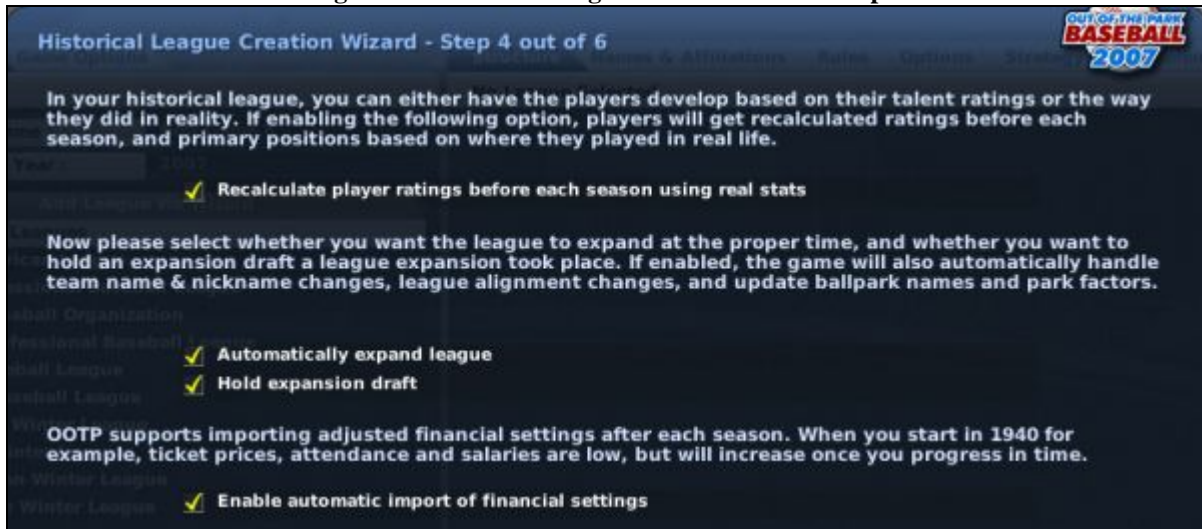 Historical League Creation Wizard - Step 4 out of 6
OUT OF THE PARK
BASEBALL
2007
In your historical league, you can either have the players develop based on their talent ratings or the way
they did in reality. If enabling the following option, players will get recalculated ratings before each
season, and primary positions based on where they played in real life.
Recalculate player ratings before each season using real stats
Now please select whether you want the league to expand at the proper time, and whether you want to
hold an expansion draft a league expansion took place. If enabled, the game will also automatically handle
team name & nickname changes, league alignment changes, and update ballpark names and park factors.
Automatically expand league
Hold expansion draft
OOTP supports importing adjusted financial settings after each season. When you start in 1940 for
example, ticket prices, attendance and salaries are low, but will increase once you progress in time.
Enable automatic import of financial settings